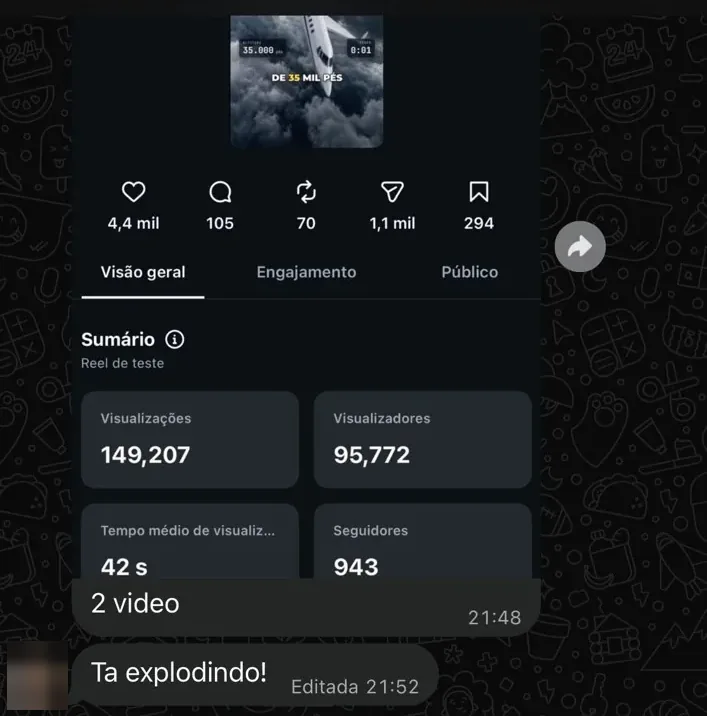 35.000
0:01
DE 35 MIL PÉS
4,4 mil
105
70
1,1 mil
294
Visão geral
Engajamento
Público
Sumário
Reel de teste
Visualizações
Visualizadores
149,207
95,772
Tempo médio de visualiz...
Seguidores
42 s
943
2 video
21:48
Ta explodindo!
Editada 21:52